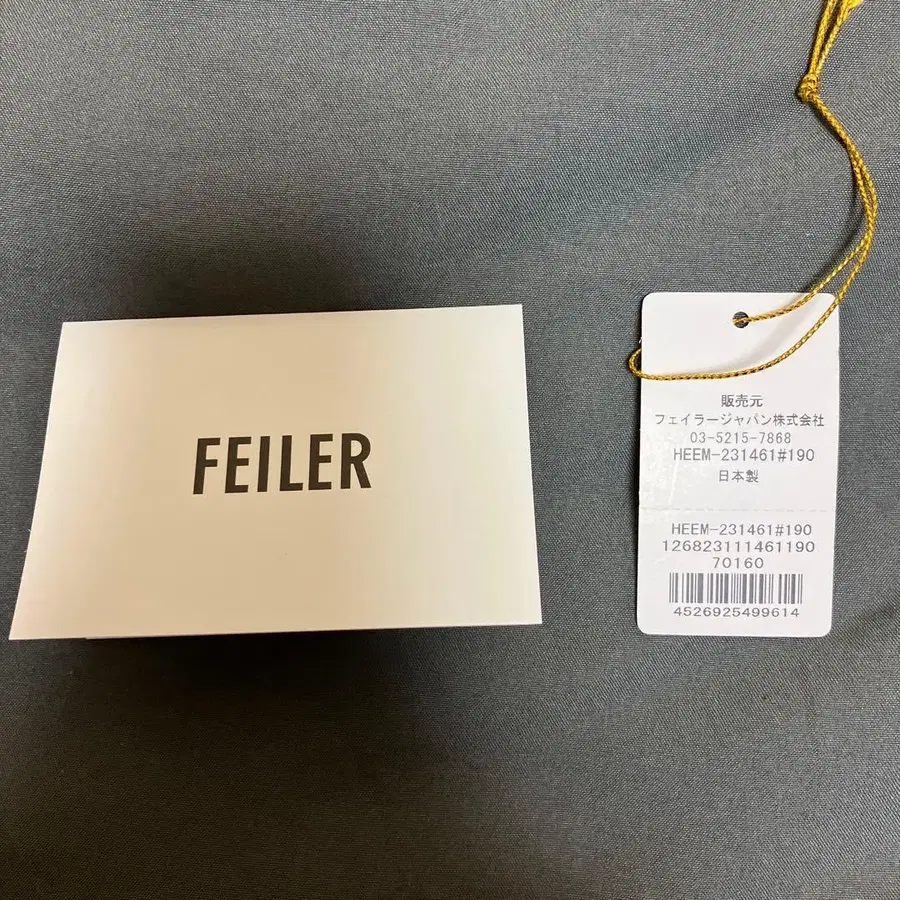 FEILER
販売元
フェイラージャパン株式会社
03-5215-7868
HEEM-231461#190
日本製
HEEM-231461#190
126823111461190
70160
4526925499614